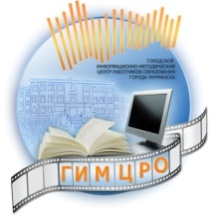 ГОРОДСКОЙ
ИНФОРМАЦИОННО-МЕТОДИЧЕСКИЙ
ЦЕНТР РАБОТНИКОВ ОБРАЗОВАНИЯ
ГОРОДА МУРМАНСКА
ГИМЦРО